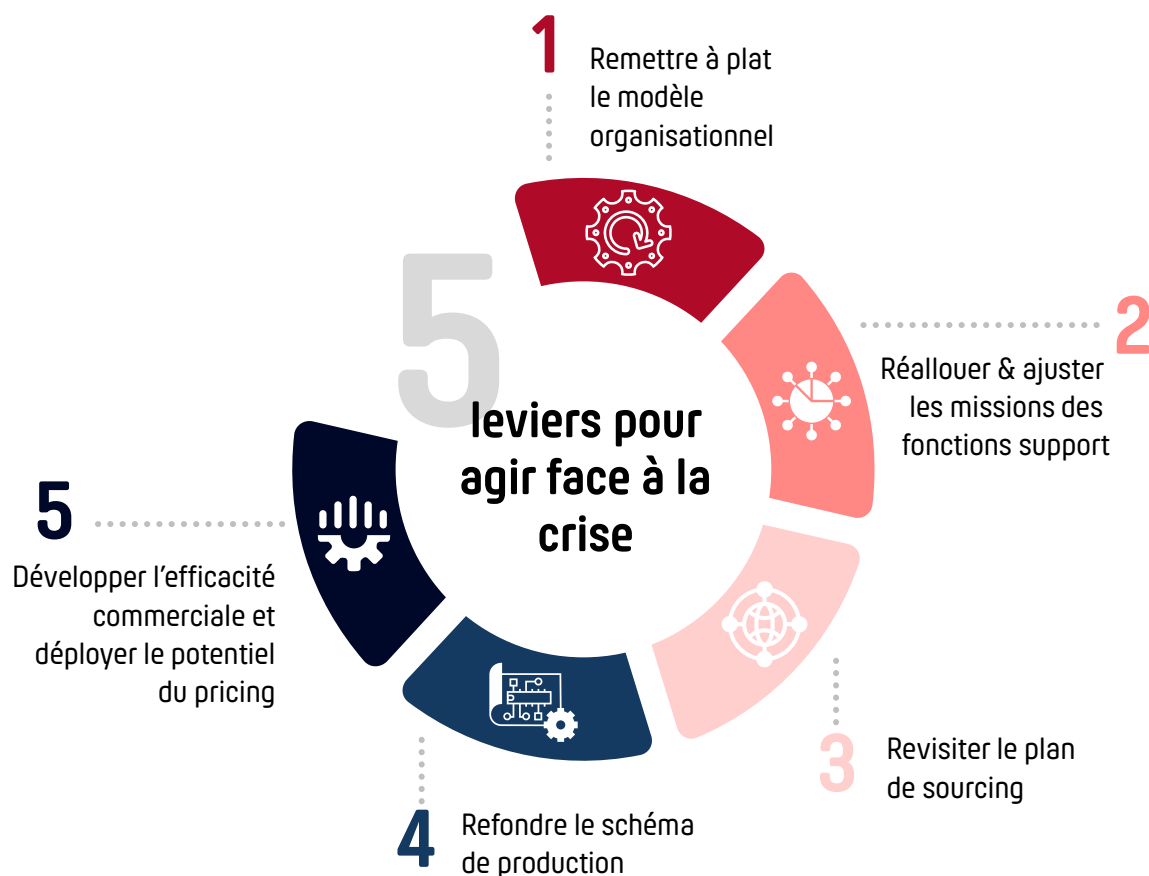 1
Remettre à plat
le modèle
organisationnel
5
leviers pour
agir face à la
crise
2
Réallouer & ajuster
les missions des
fonctions support
3
Revisiter le plan
de sourcing
4
Refondre le schéma
de production
5
Développer l’efficacité
commerciale et
déployer le potentiel
du pricing